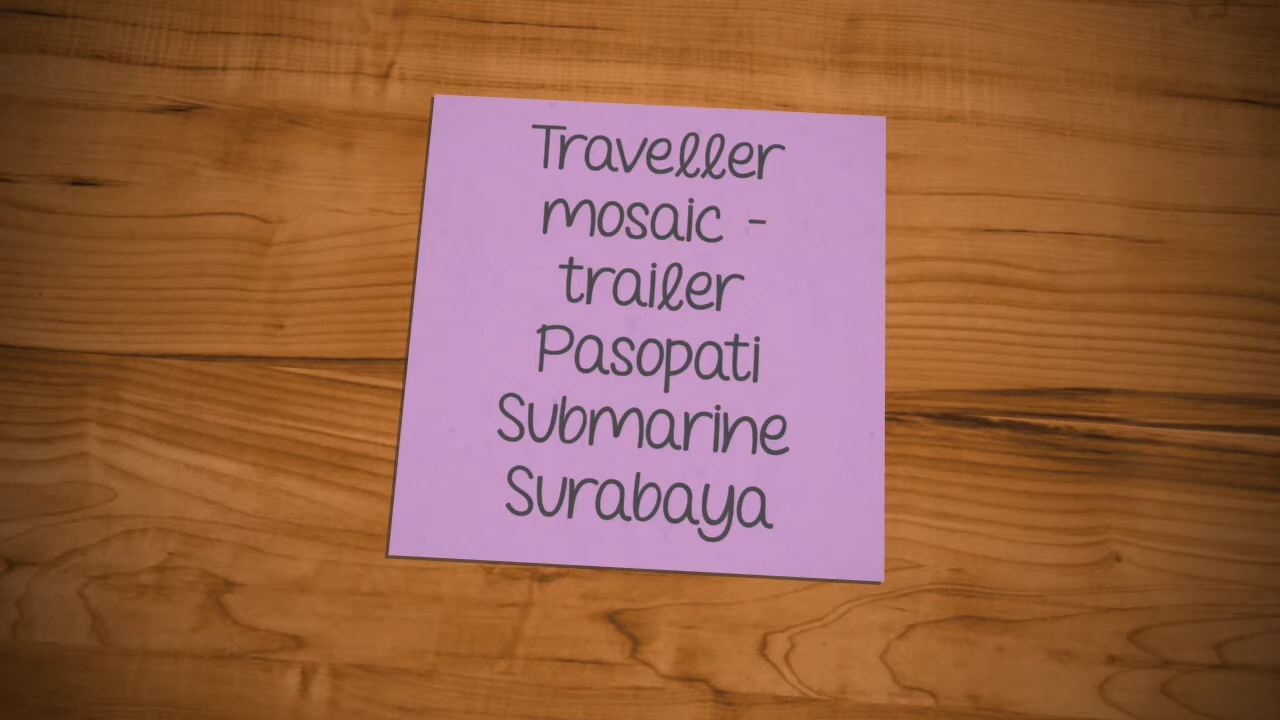 Traveller
mosaic -
trailer
Pasopati
Submarine
Surabaya